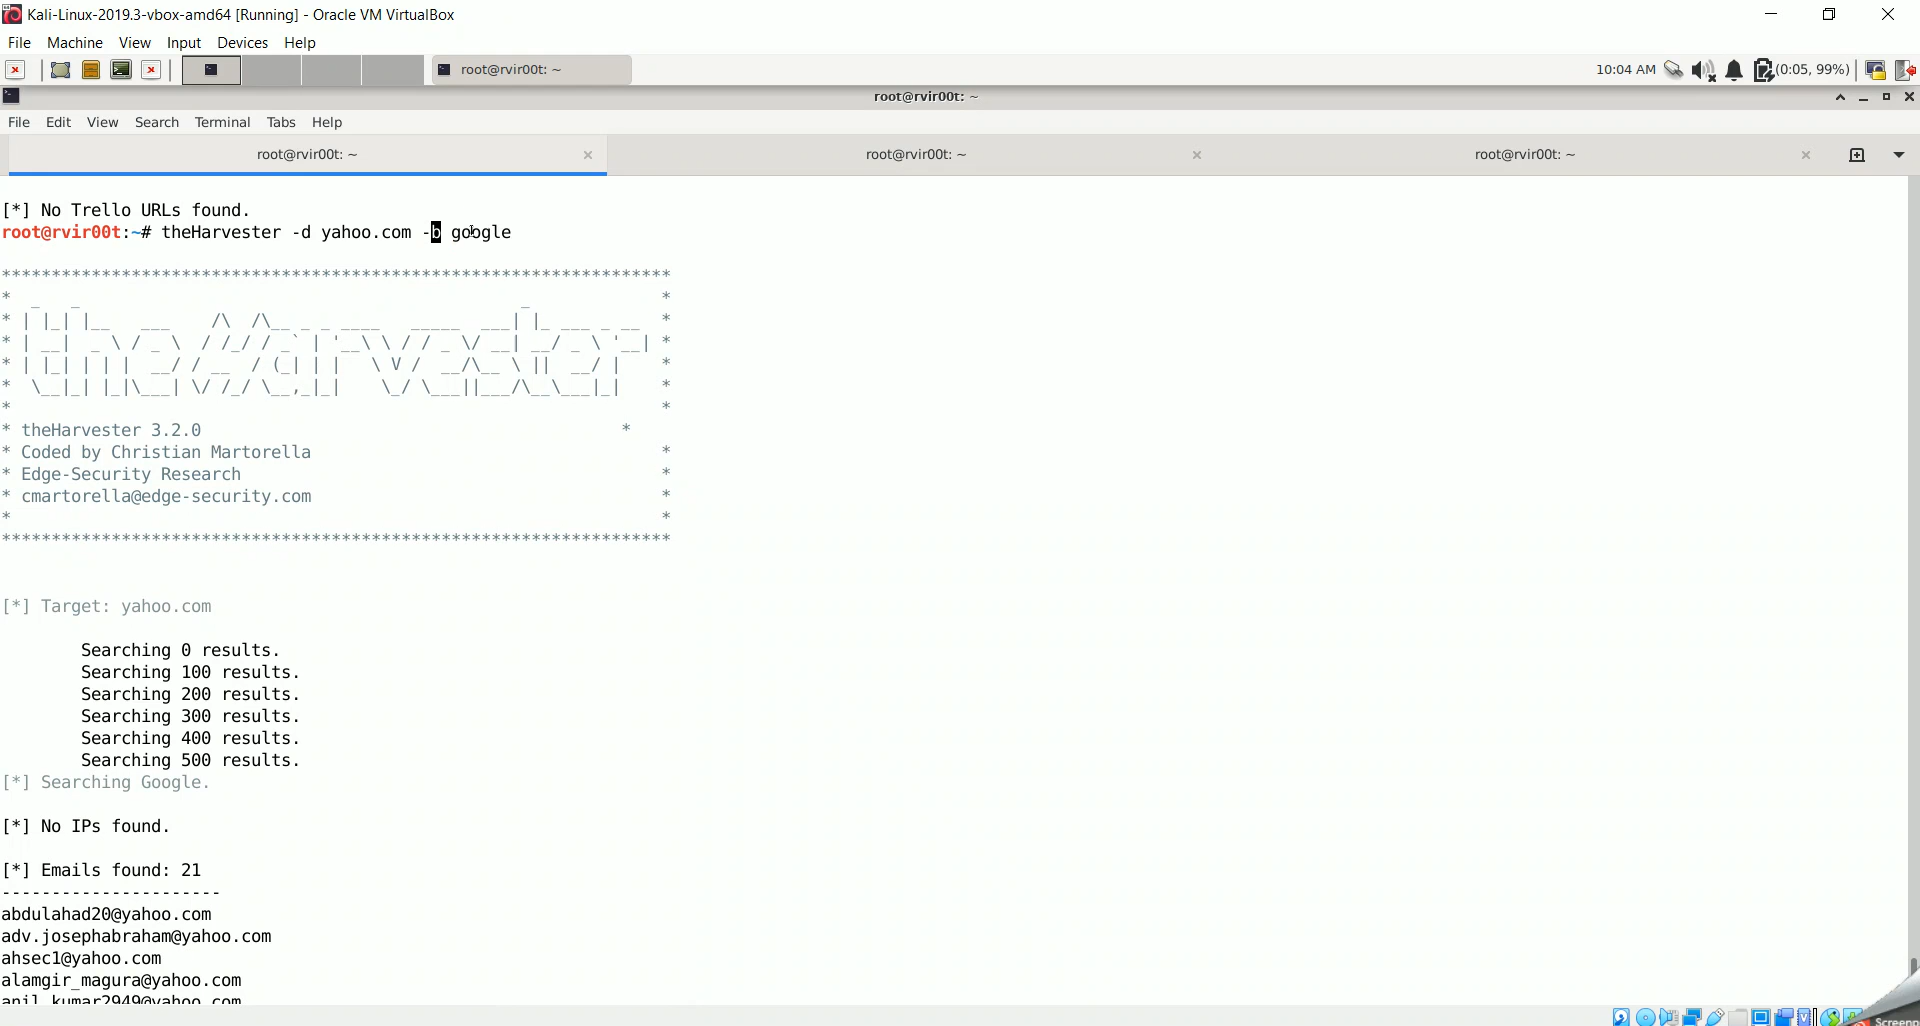 Kali-Linux-2019.3-vbox-amd64 [Running] - Oracle VM VirtualBox
File Machine View Input Devices Help
root@rvir00t: ~
10:04 AM
(0:05, 99%)
root@rvir00t: ~
File Edit View Search Terminal Tabs Help
root@rvir00t: ~
root@rvir00t: ~
root@rvir00t: ~
[*] No Trello URLs found.
root@rvir00t:~# theHarvester -d yahoo.com -b google
*******************************************************************
theHarvester
* theHarvester 3.2.0 *
* Coded by Christian Martorella *
* Edge-Security Research *
* cmartorella@edge-security.com *
* *
*******************************************************************
[*] Target: yahoo.com
Searching 0 results.
Searching 100 results.
Searching 200 results.
Searching 300 results.
Searching 400 results.
Searching 500 results.
[*] Searching Google.
[*] No IPs found.
[*] Emails found: 21
----------------------
abdulahad20@yahoo.com
adv.josephabraham@yahoo.com
ahsec1@yahoo.com
alamgir_magura@yahoo.com
anil_kumar2949@yahoo.com